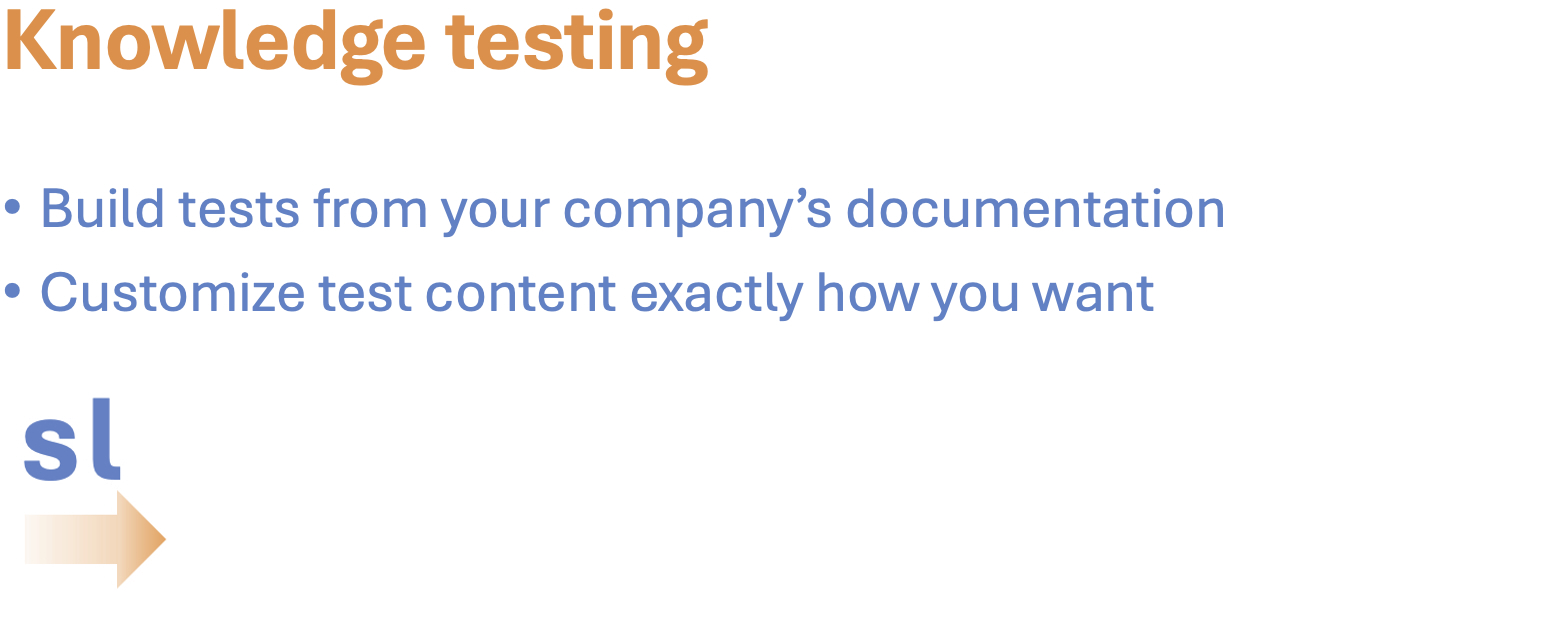 Knowledge testing
• Build tests from your company’s documentation
• Customize test content exactly how you want
sl